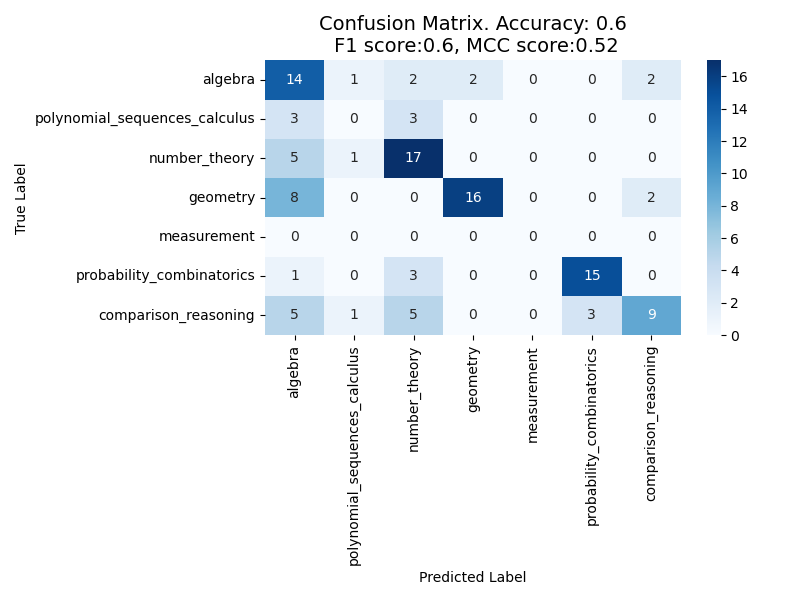 Confusion Matrix. Accuracy: 0.6
F1 score:0.6, MCC score:0.52
True Label
algebra 14 1 2 2 0 0 2
polynomial_sequences_calculus 3 0 3 0 0 0 0
number_theory 5 1 17 0 0 0 0
geometry 8 0 0 16 0 0 2
measurement 0 0 0 0 0 0 0
probability_combinatorics 1 0 3 0 0 15 0
comparison_reasoning 5 1 5 0 0 3 9
algebra
polynomial_sequences_calculus
number_theory
geometry
measurement
probability_combinatorics
comparison_reasoning
Predicted Label
16
14
12
10
8
6
4
2
0